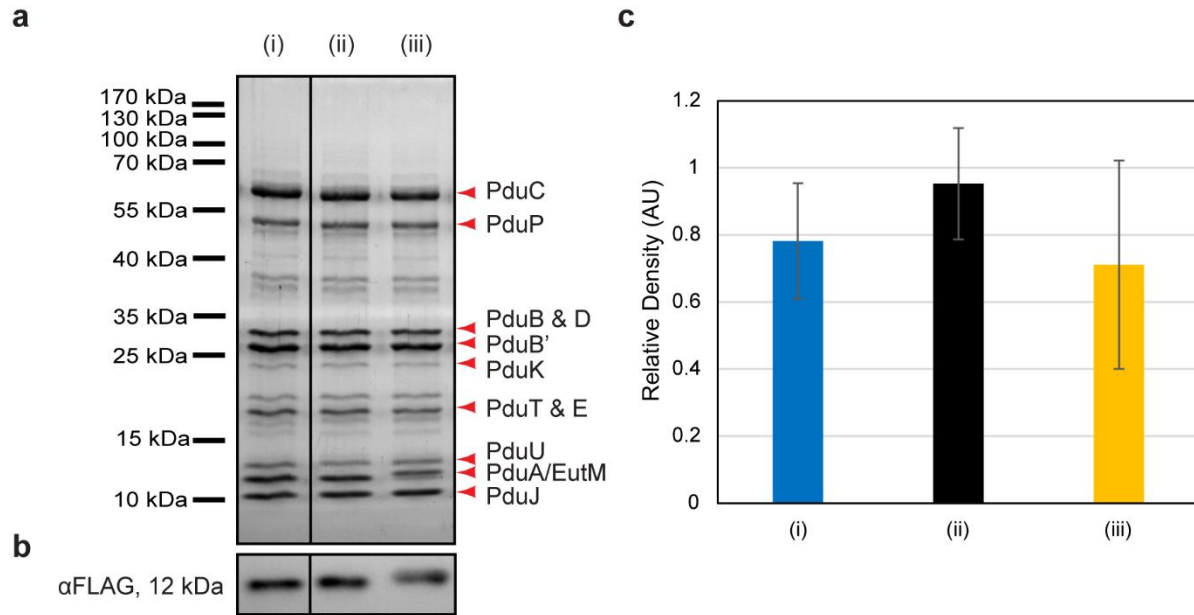 a
(i) (ii) (iii)
170 kDa
130 kDa
100 kDa
70 kDa
55 kDa
40 kDa
35 kDa
25 kDa
15 kDa
10 kDa
PduC
PduP
PduB & D
PduB'
PduK
PduT & E
PduU
PduA/EutM
PduJ
b
αFLAG, 12 kDa
c
Relative Density (AU)
1.2
1
0.8
0.6
0.4
0.2
0
(i) (ii) (iii)